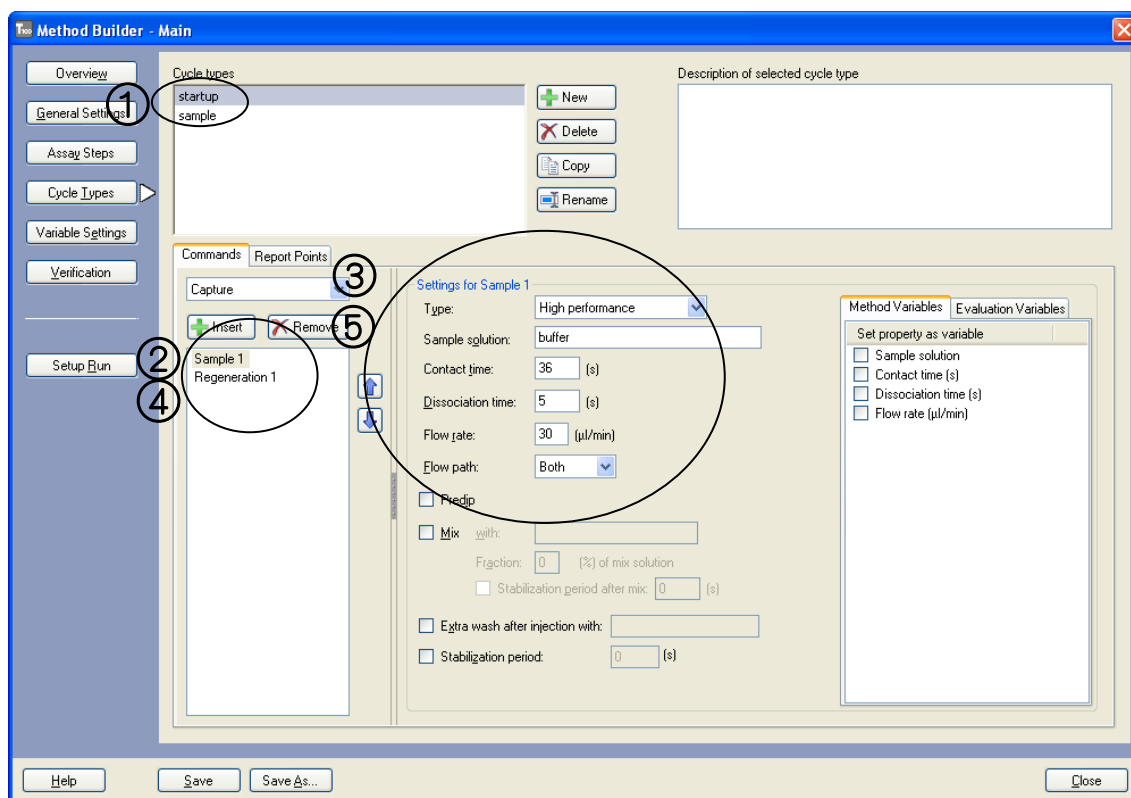 T100 Method Builder - Main
Overview
General Settings
Assay Steps
Cycle Types
Variable Settings
Verification
Setup Run
①
Cycle types
startup
sample
New
Delete
Copy
Rename
Description of selected cycle type
Commands
Report Points
③
Capture
Insert
Remove
⑤
②
④
Sample 1
Regeneration 1
Settings for Sample 1
Type: High performance
Sample solution: buffer
Contact time: 36 (s)
Dissociation time: 5 (s)
Flow rate: 30 (µl/min)
Flow path: Both
Predip
Mix with:
Fraction: 0 (%) of mix solution
Stabilization period after mix: 0 (s)
Extra wash after injection with:
Stabilization period: 0 (s)
Method Variables
Evaluation Variables
Set property as variable
Sample solution
Contact time (s)
Dissociation time (s)
Flow rate (µl/min)
Help
Save
Save As...
Close